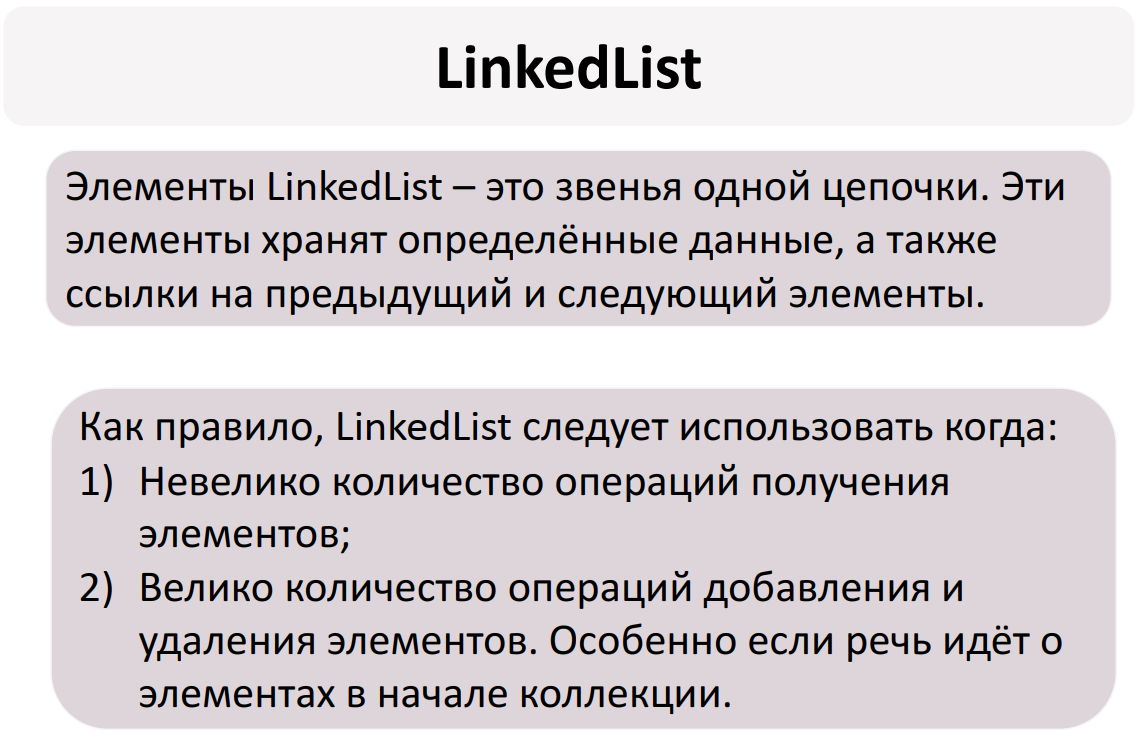 LinkedList
Элементы LinkedList – это звенья одной цепочки. Эти
элементы хранят определённые данные, а также
ссылки на предыдущий и следующий элементы.
Как правило, LinkedList следует использовать когда:
1) Невелико количество операций получения
элементов;
2) Велико количество операций добавления и
удаления элементов. Особенно если речь идёт о
элементах в начале коллекции.